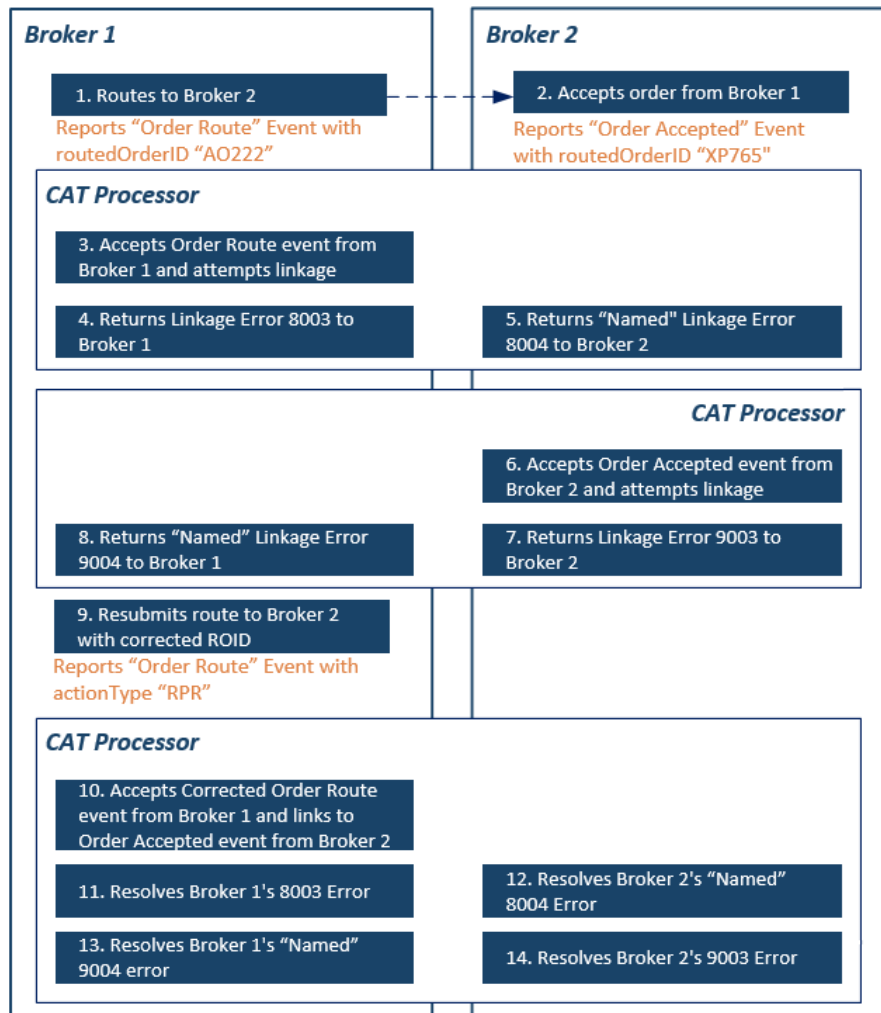 Broker 1
Broker 2
1. Routes to Broker 2
2. Accepts order from Broker 1
Reports “Order Route” Event with
routedOrderID “AO222”
Reports “Order Accepted” Event
with routedOrderID “XP765"
CAT Processor
3. Accepts Order Route event from
Broker 1 and attempts linkage
4. Returns Linkage Error 8003 to
Broker 1
5. Returns “Named" Linkage Error
8004 to Broker 2
CAT Processor
6. Accepts Order Accepted event from
Broker 2 and attempts linkage
8. Returns “Named” Linkage Error
9004 to Broker 1
7. Returns Linkage Error 9003 to
Broker 2
9. Resubmits route to Broker 2
with corrected ROID
Reports “Order Route” Event with
actionType “RPR”
CAT Processor
10. Accepts Corrected Order Route
event from Broker 1 and links to
Order Accepted event from Broker 2
11. Resolves Broker 1's 8003 Error
12. Resolves Broker 2's “Named”
8004 Error
13. Resolves Broker 1's “Named”
9004 error
14. Resolves Broker 2's 9003 Error